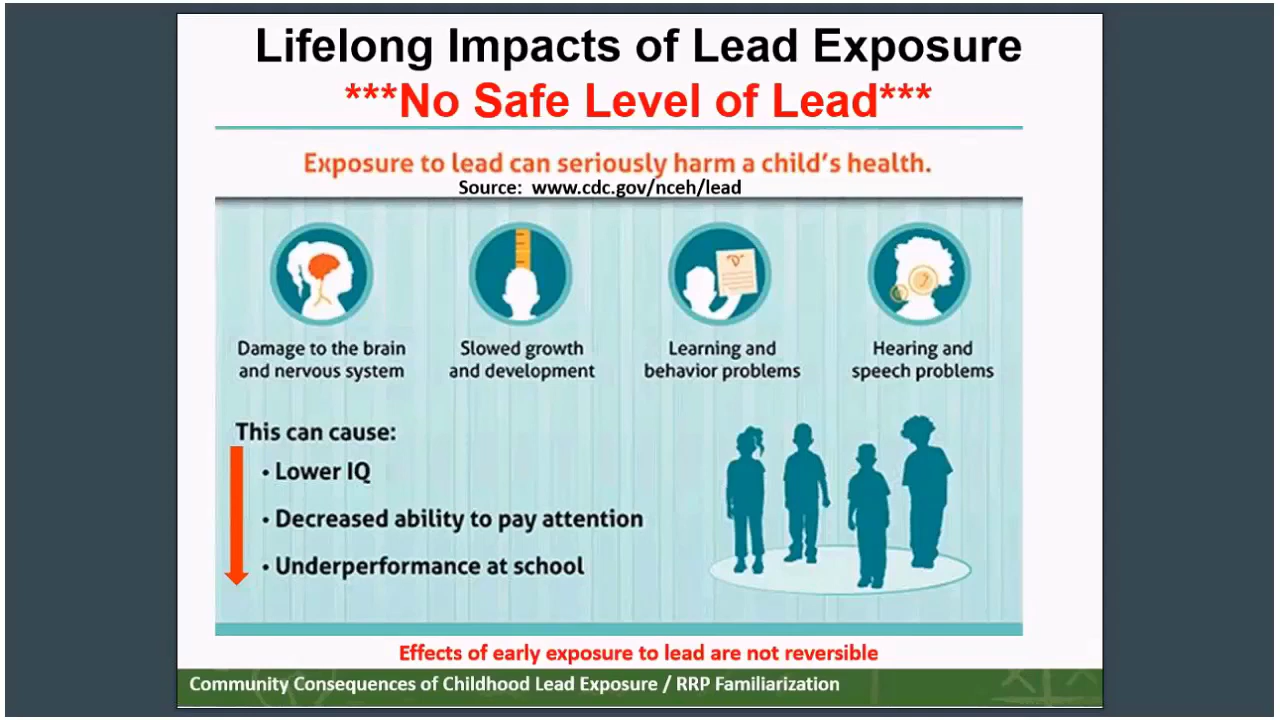 Lifelong Impacts of Lead Exposure
***No Safe Level of Lead***
Exposure to lead can seriously harm a child's health.
Source: www.cdc.gov/nceh/lead
"D"
Damage to the brain
and nervous system
Slowed growth
and development
Learning and
behavior problems
Hearing and
speech problems
This can cause:
• Lower IQ
• Decreased ability to pay attention
• Underperformance at school
Effects of early exposure to lead are not reversible
Community Consequences of Childhood Lead Exposure / RRP Familiarization